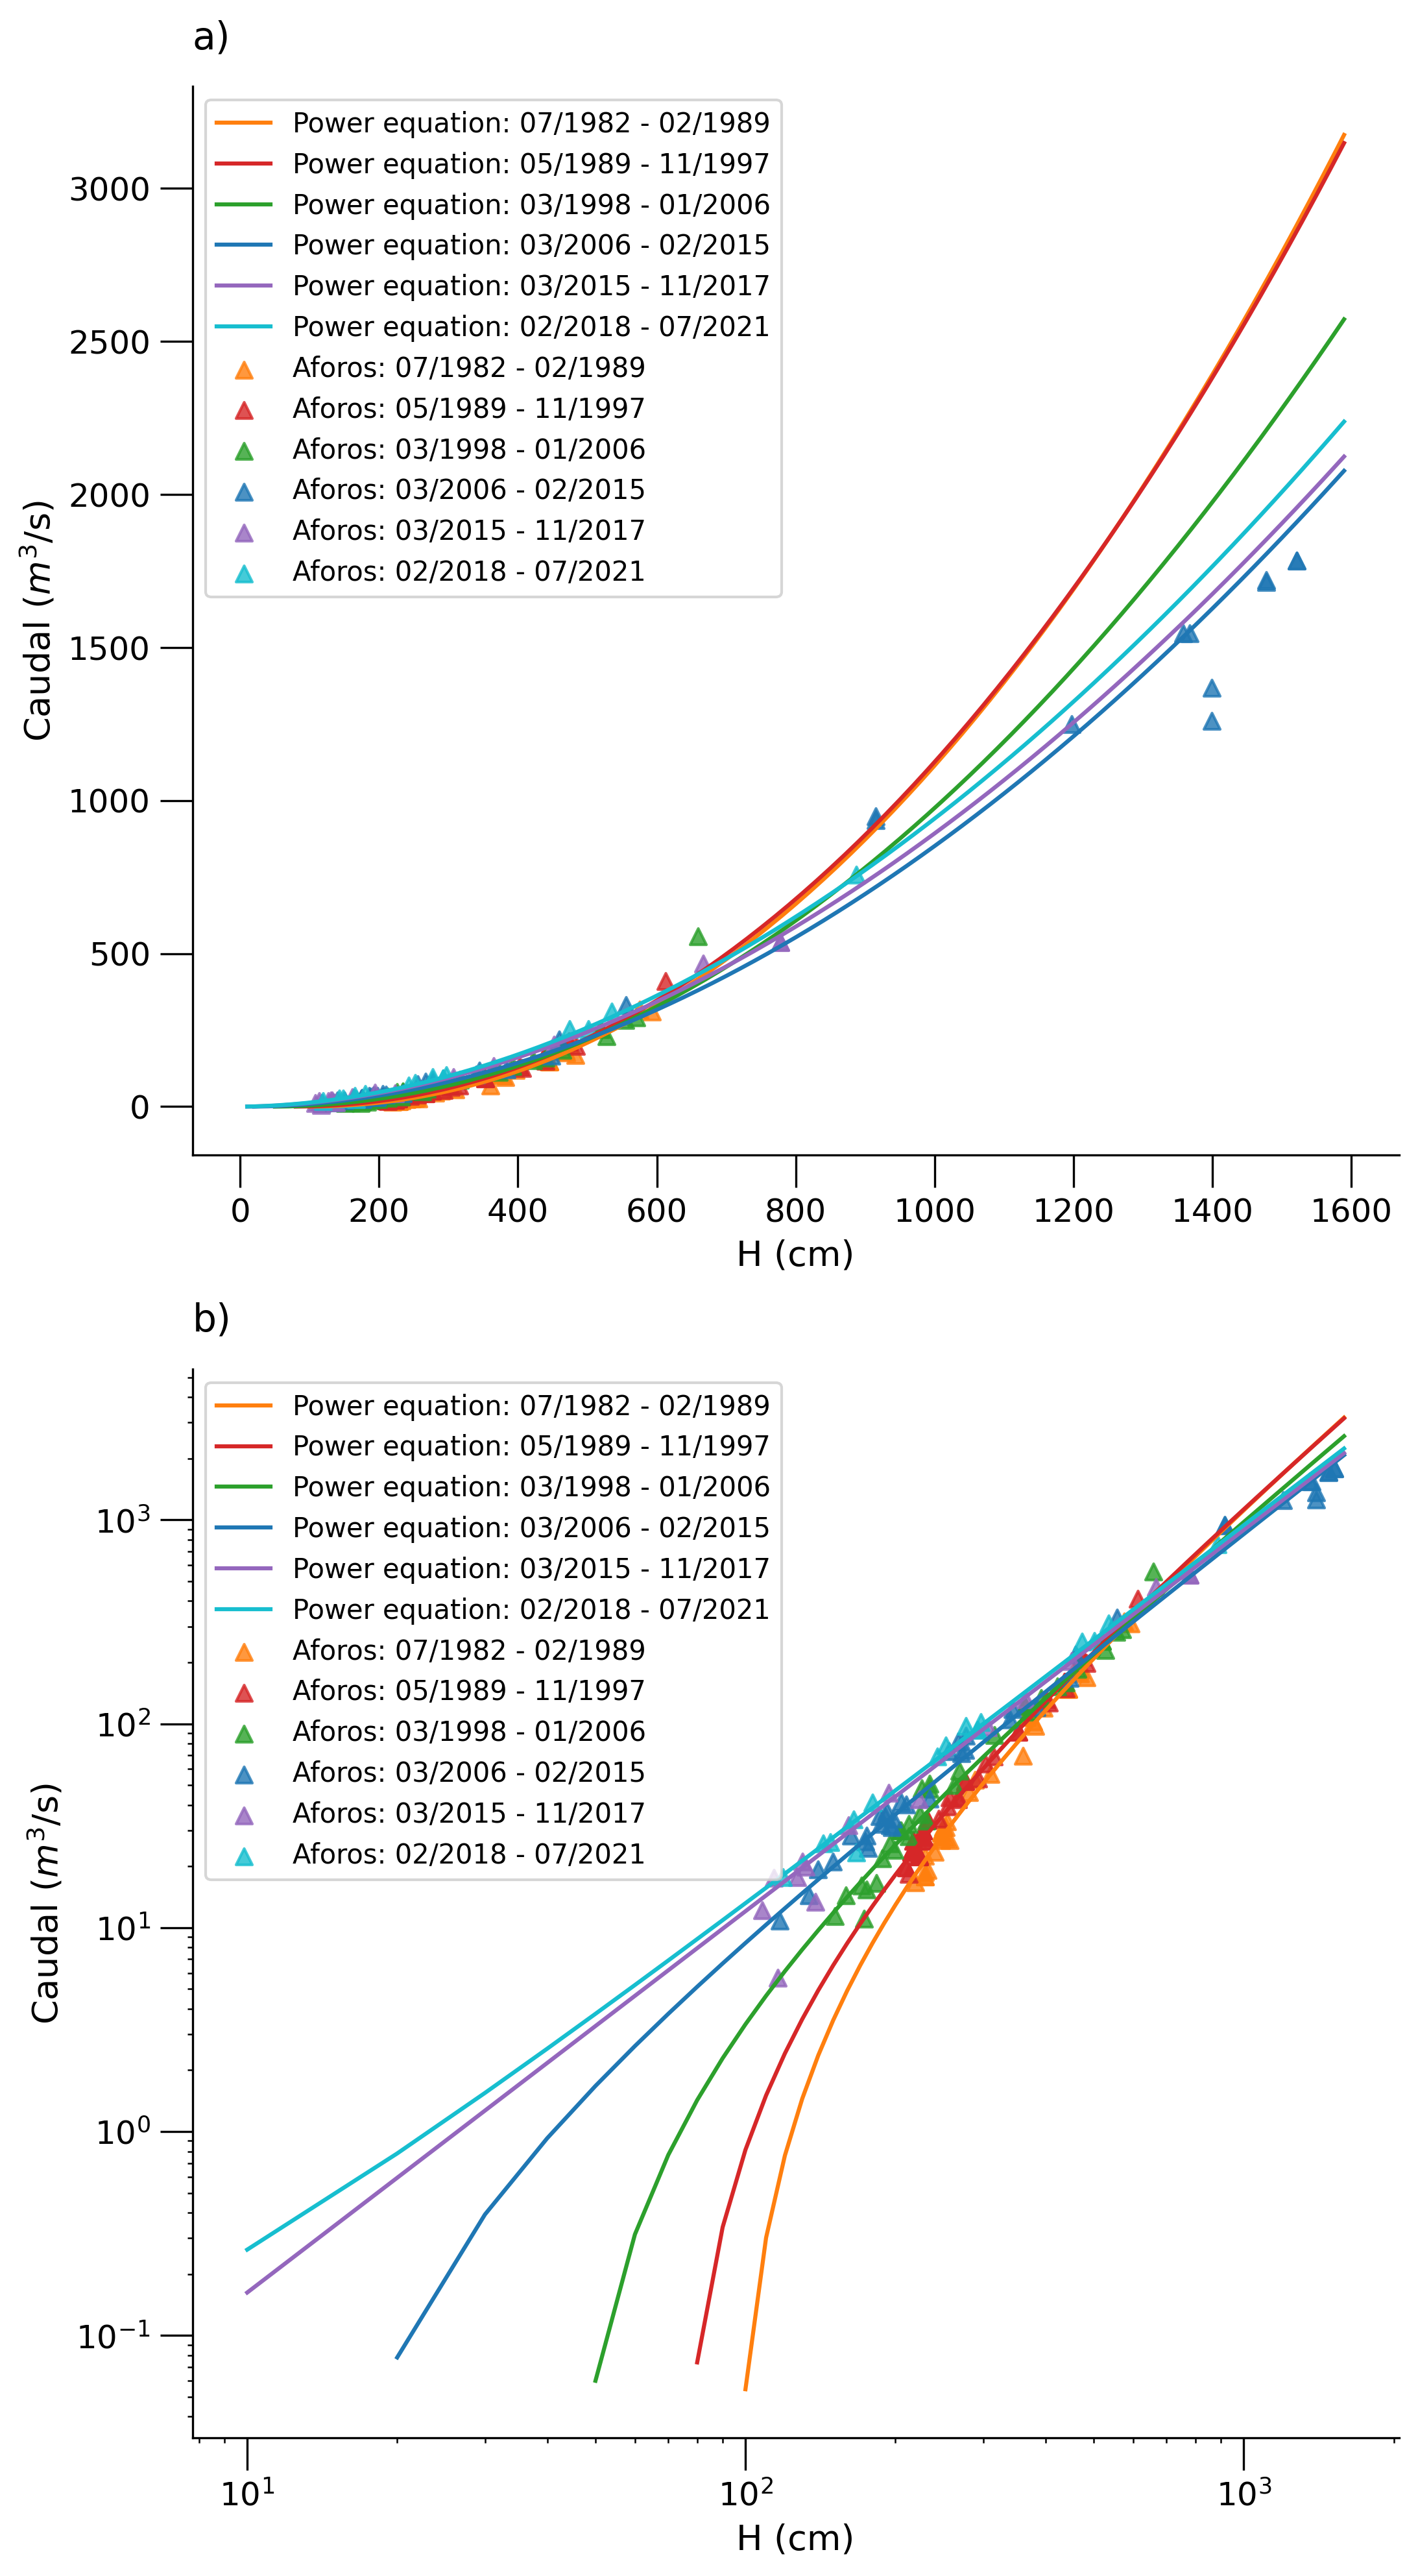 a)
Power equation: 07/1982 - 02/1989
Power equation: 05/1989 - 11/1997
Power equation: 03/1998 - 01/2006
Power equation: 03/2006 - 02/2015
Power equation: 03/2015 - 11/2017
Power equation: 02/2018 - 07/2021
Aforos: 07/1982 - 02/1989
Aforos: 05/1989 - 11/1997
Aforos: 03/1998 - 01/2006
Aforos: 03/2006 - 02/2015
Aforos: 03/2015 - 11/2017
Aforos: 02/2018 - 07/2021
3000
2500
2000
1500
1000
500
0
Caudal (m³/s)
0 200 400 600 800 1000 1200 1400 1600
H (cm)
b)
Power equation: 07/1982 - 02/1989
Power equation: 05/1989 - 11/1997
Power equation: 03/1998 - 01/2006
Power equation: 03/2006 - 02/2015
Power equation: 03/2015 - 11/2017
Power equation: 02/2018 - 07/2021
Aforos: 07/1982 - 02/1989
Aforos: 05/1989 - 11/1997
Aforos: 03/1998 - 01/2006
Aforos: 03/2006 - 02/2015
Aforos: 03/2015 - 11/2017
Aforos: 02/2018 - 07/2021
10³
10²
10¹
10⁰
10⁻¹
Caudal (m³/s)
10¹ 10² 10³
H (cm)